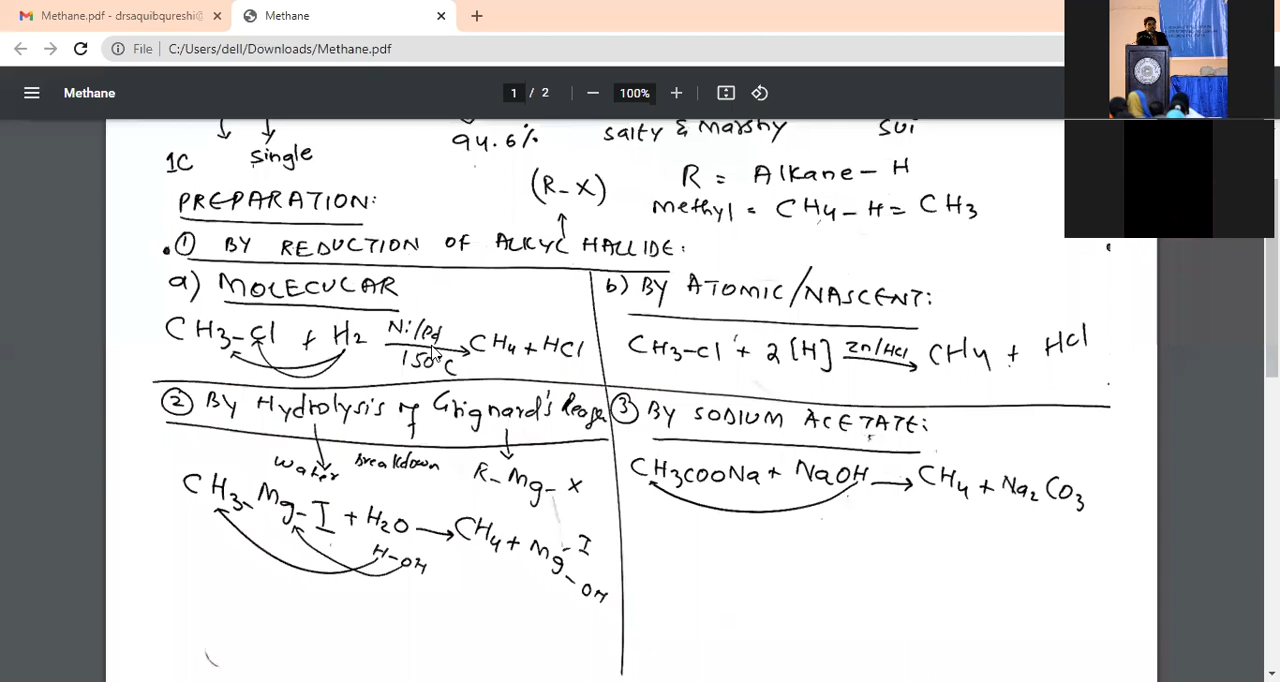 Methane.pdf - drsaquibqureshi@
Methane
File
C:/Users/dell/Downloads/Methane.pdf
Methane
1 / 2
100%
1C single
94.6%
salty & marshy
soil
PREPARATION:
(R-X)
R = Alkane - H
methyl = CH4 - H = CH3
① BY REDUCTION OF ALKYL HALLIDE:
a) MOLECULAR
CH3-Cl + H2 Ni/Pd 150°C → CH4 + HCl
b) BY ATOMIC/NASCENT:
CH3-Cl + 2[H] Zn/HCl → CH4 + HCl
② By Hydrolysis of Grignard's Reage
water breakdown R-Mg-X
CH3-Mg-I + H2O → CH4 + Mg-I
H-OH
-OH
③ BY SODIUM ACETATE:
CH3COONa + NaOH → CH4 + Na2CO3